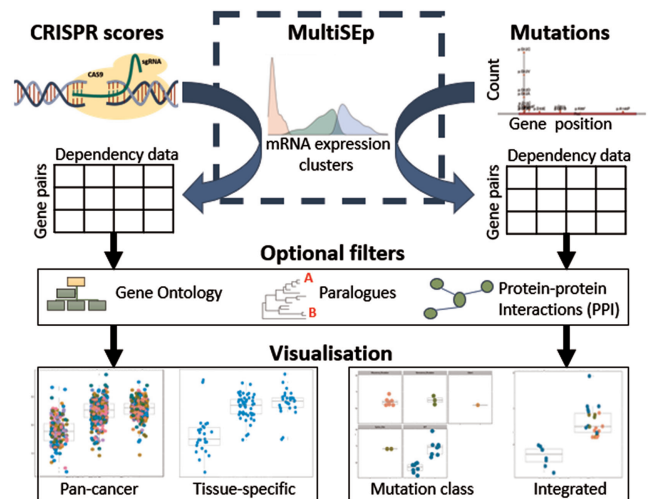 CRISPR scores
MultiSEp
Mutations
sgRNA
CAS9
Count
Gene position
mRNA expression
clusters
Dependency data
Gene pairs
Dependency data
Gene pairs
Optional filters
Gene Ontology
A
B
Paralogues
Protein-protein
Interactions (PPI)
Visualisation
Pan-cancer
Tissue-specific
Mutation class
Integrated